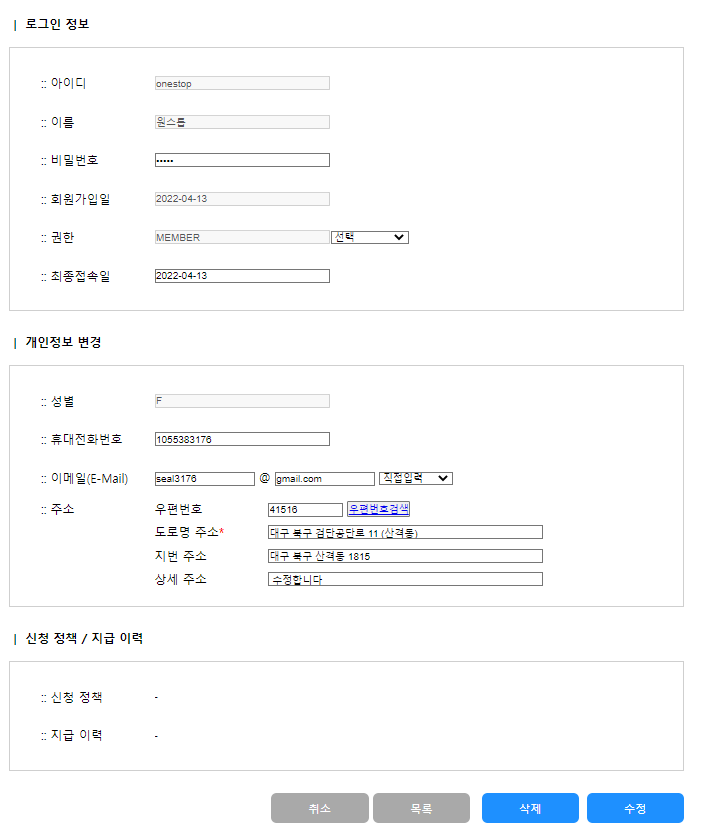 | 로그인 정보
:: 아이디 onestop
:: 이름 원스톱
:: 비밀번호 •••••
:: 회원가입일 2022-04-13
:: 권한 MEMBER 선택
:: 최종접속일 2022-04-13
| 개인정보 변경
:: 성별 F
:: 휴대전화번호 1055383176
:: 이메일(E-Mail) seal3176 @ gmail.com 직접입력
:: 주소 우편번호 41516 우편번호검색
도로명 주소* 대구 북구 검단공단로 11 (산격동)
지번 주소 대구 북구 산격동 1815
상세 주소 수정합니다
| 신청 정책 / 지급 이력
:: 신청 정책 -
:: 지급 이력 -
취소 목록 삭제 수정